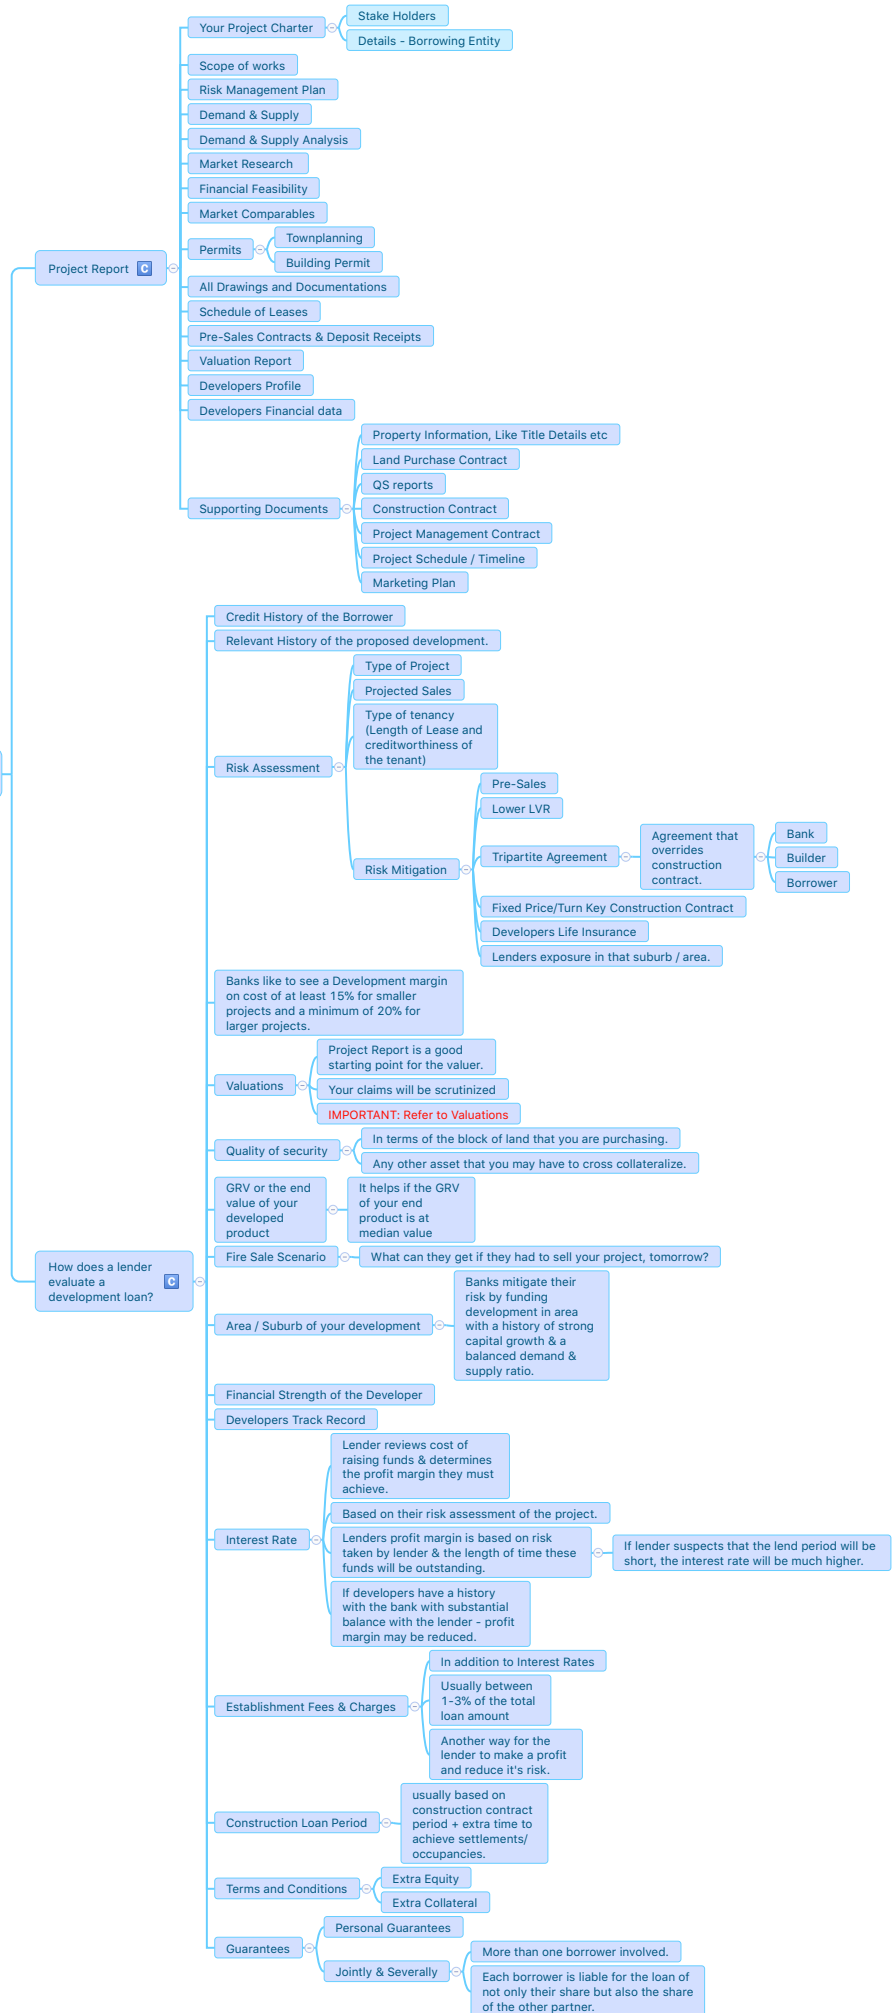 Project Report
C
Your Project Charter
Stake Holders
Details - Borrowing Entity
Scope of works
Risk Management Plan
Demand & Supply
Demand & Supply Analysis
Market Research
Financial Feasibility
Market Comparables
Permits
Townplanning
Building Permit
All Drawings and Documentations
Schedule of Leases
Pre-Sales Contracts & Deposit Receipts
Valuation Report
Developers Profile
Developers Financial data
Supporting Documents
Property Information, Like Title Details etc
Land Purchase Contract
QS reports
Construction Contract
Project Management Contract
Project Schedule / Timeline
Marketing Plan
How does a lender
evaluate a
development loan?
C
Credit History of the Borrower
Relevant History of the proposed development.
Risk Assessment
Type of Project
Projected Sales
Type of tenancy
(Length of Lease and
creditworthiness of
the tenant)
Risk Mitigation
Pre-Sales
Lower LVR
Tripartite Agreement
Agreement that
overrides
construction
contract.
Bank
Builder
Borrower
Fixed Price/Turn Key Construction Contract
Developers Life Insurance
Lenders exposure in that suburb / area.
Banks like to see a Development margin
on cost of at least 15% for smaller
projects and a minimum of 20% for
larger projects.
Valuations
Project Report is a good
starting point for the valuer.
Your claims will be scrutinized
IMPORTANT: Refer to Valuations
Quality of security
In terms of the block of land that you are purchasing.
Any other asset that you may have to cross collateralize.
GRV or the end
value of your
developed
product
It helps if the GRV
of your end
product is at
median value
Fire Sale Scenario
What can they get if they had to sell your project, tomorrow?
Area / Suburb of your development
Banks mitigate their
risk by funding
development in area
with a history of strong
capital growth & a
balanced demand &
supply ratio.
Financial Strength of the Developer
Developers Track Record
Interest Rate
Lender reviews cost of
raising funds & determines
the profit margin they must
achieve.
Based on their risk assessment of the project.
Lenders profit margin is based on risk
taken by lender & the length of time these
funds will be outstanding.
If lender suspects that the lend period will be
short, the interest rate will be much higher.
If developers have a history
with the bank with substantial
balance with the lender - profit
margin may be reduced.
Establishment Fees & Charges
In addition to Interest Rates
Usually between
1-3% of the total
loan amount
Another way for the
lender to make a profit
and reduce it's risk.
Construction Loan Period
usually based on
construction contract
period + extra time to
achieve settlements/
occupancies.
Terms and Conditions
Extra Equity
Extra Collateral
Guarantees
Personal Guarantees
Jointly & Severally
More than one borrower involved.
Each borrower is liable for the loan of
not only their share but also the share
of the other partner.